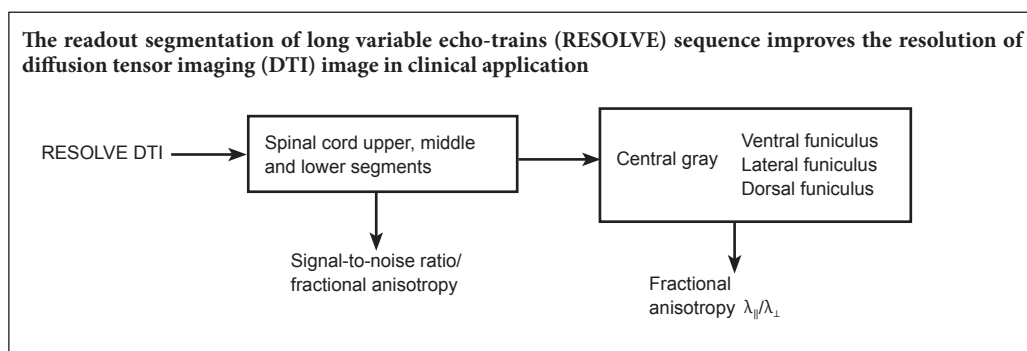 The readout segmentation of long variable echo-trains (RESOLVE) sequence improves the resolution of
diffusion tensor imaging (DTI) image in clinical application
RESOLVE DTI
Spinal cord upper, middle
and lower segments
Central gray
Ventral funiculus
Lateral funiculus
Dorsal funiculus
Signal-to-noise ratio/
fractional anisotropy
Fractional
anisotropy λ∥/λ⊥